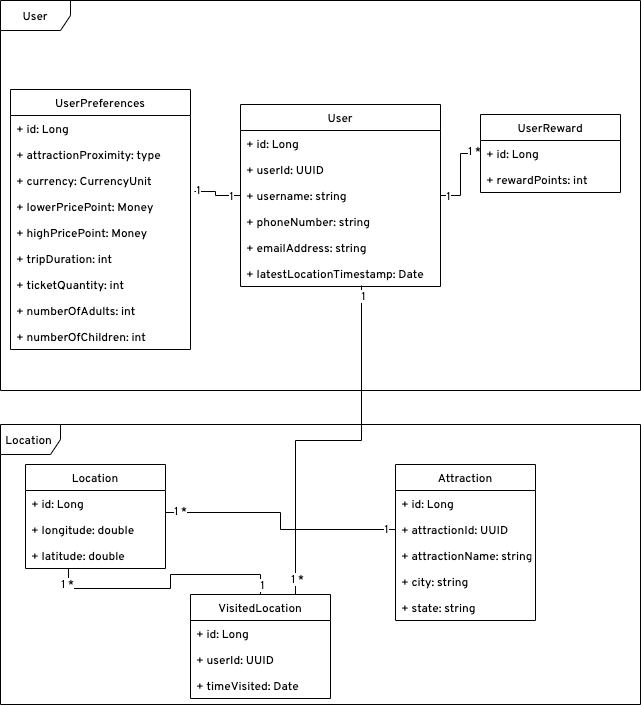 User
UserPreferences
+ id: Long
+ attractionProximity: type
+ currency: CurrencyUnit
+ lowerPricePoint: Money
+ highPricePoint: Money
+ tripDuration: int
+ ticketQuantity: int
+ numberOfAdults: int
+ numberOfChildren: int
1
1
User
+ id: Long
+ userId: UUID
+ username: string
+ phoneNumber: string
+ emailAddress: string
+ latestLocationTimestamp: Date
1
1 *
UserReward
+ id: Long
+ rewardPoints: int
1
Location
Location
+ id: Long
+ longitude: double
+ latitude: double
1 *
1
Attraction
+ id: Long
+ attractionId: UUID
+ attractionName: string
+ city: string
+ state: string
1 *
1
1 *
VisitedLocation
+ id: Long
+ userId: UUID
+ timeVisited: Date